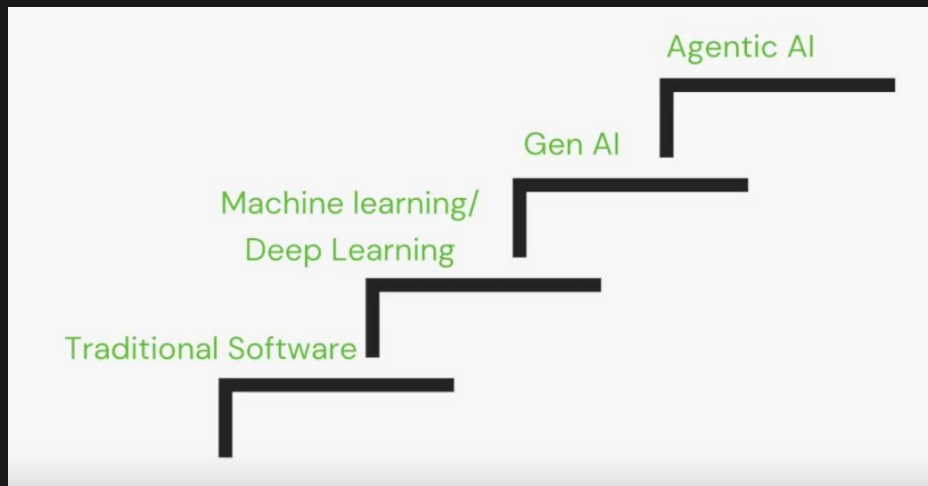 Agentic AI
Gen AI
Machine learning/
Deep Learning
Traditional Software